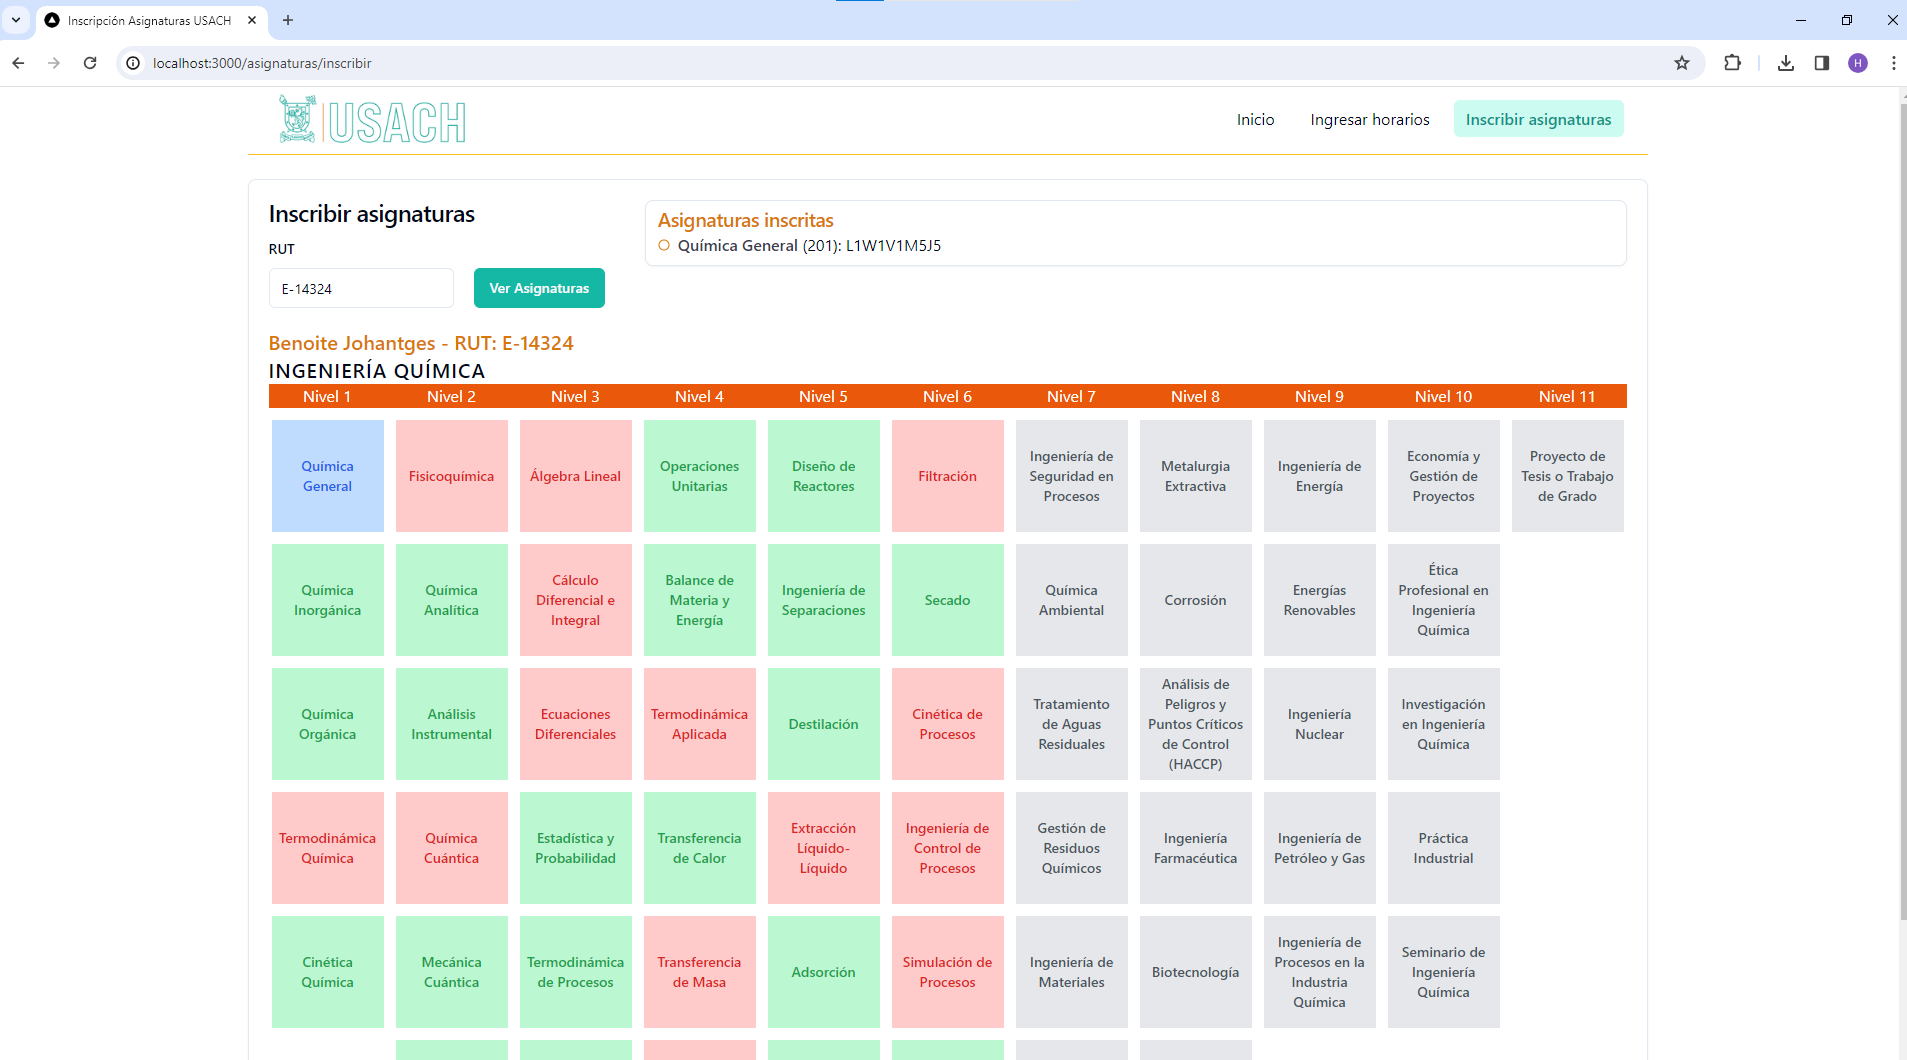 Inscripción Asignaturas USACH
localhost:3000/asignaturas/inscribir
H
USACH
Inicio
Ingresar horarios
Inscribir asignaturas
Inscribir asignaturas
RUT
E-14324
Ver Asignaturas
Asignaturas inscritas
Química General (201): L1W1V1M5J5
Benoite Johantges - RUT: E-14324
INGENIERÍA QUÍMICA
Nivel 1
Nivel 2
Nivel 3
Nivel 4
Nivel 5
Nivel 6
Nivel 7
Nivel 8
Nivel 9
Nivel 10
Nivel 11
Química
General
Fisicoquímica
Álgebra Lineal
Operaciones
Unitarias
Diseño de
Reactores
Filtración
Ingeniería de
Seguridad en
Procesos
Metalurgia
Extractiva
Ingeniería de
Energía
Economía y
Gestión de
Proyectos
Proyecto de
Tesis o Trabajo
de Grado
Química
Inorgánica
Química
Analítica
Cálculo
Diferencial e
Integral
Balance de
Materia y
Energía
Ingeniería de
Separaciones
Secado
Química
Ambiental
Corrosión
Energías
Renovables
Ética
Profesional en
Ingeniería
Química
Química
Orgánica
Análisis
Instrumental
Ecuaciones
Diferenciales
Termodinámica
Aplicada
Destilación
Cinética de
Procesos
Tratamiento
de Aguas
Residuales
Análisis de
Peligros y
Puntos Críticos
de Control
(HACCP)
Ingeniería
Nuclear
Investigación
en Ingeniería
Química
Termodinámica
Química
Química
Cuántica
Estadística y
Probabilidad
Transferencia
de Calor
Extracción
Líquido-
Líquido
Ingeniería de
Control de
Procesos
Gestión de
Residuos
Químicos
Ingeniería
Farmacéutica
Ingeniería de
Petróleo y Gas
Práctica
Industrial
Cinética
Química
Mecánica
Cuántica
Termodinámica
de Procesos
Transferencia
de Masa
Adsorción
Simulación de
Procesos
Ingeniería de
Materiales
Biotecnología
Ingeniería de
Procesos en la
Industria
Química
Seminario de
Ingeniería
Química